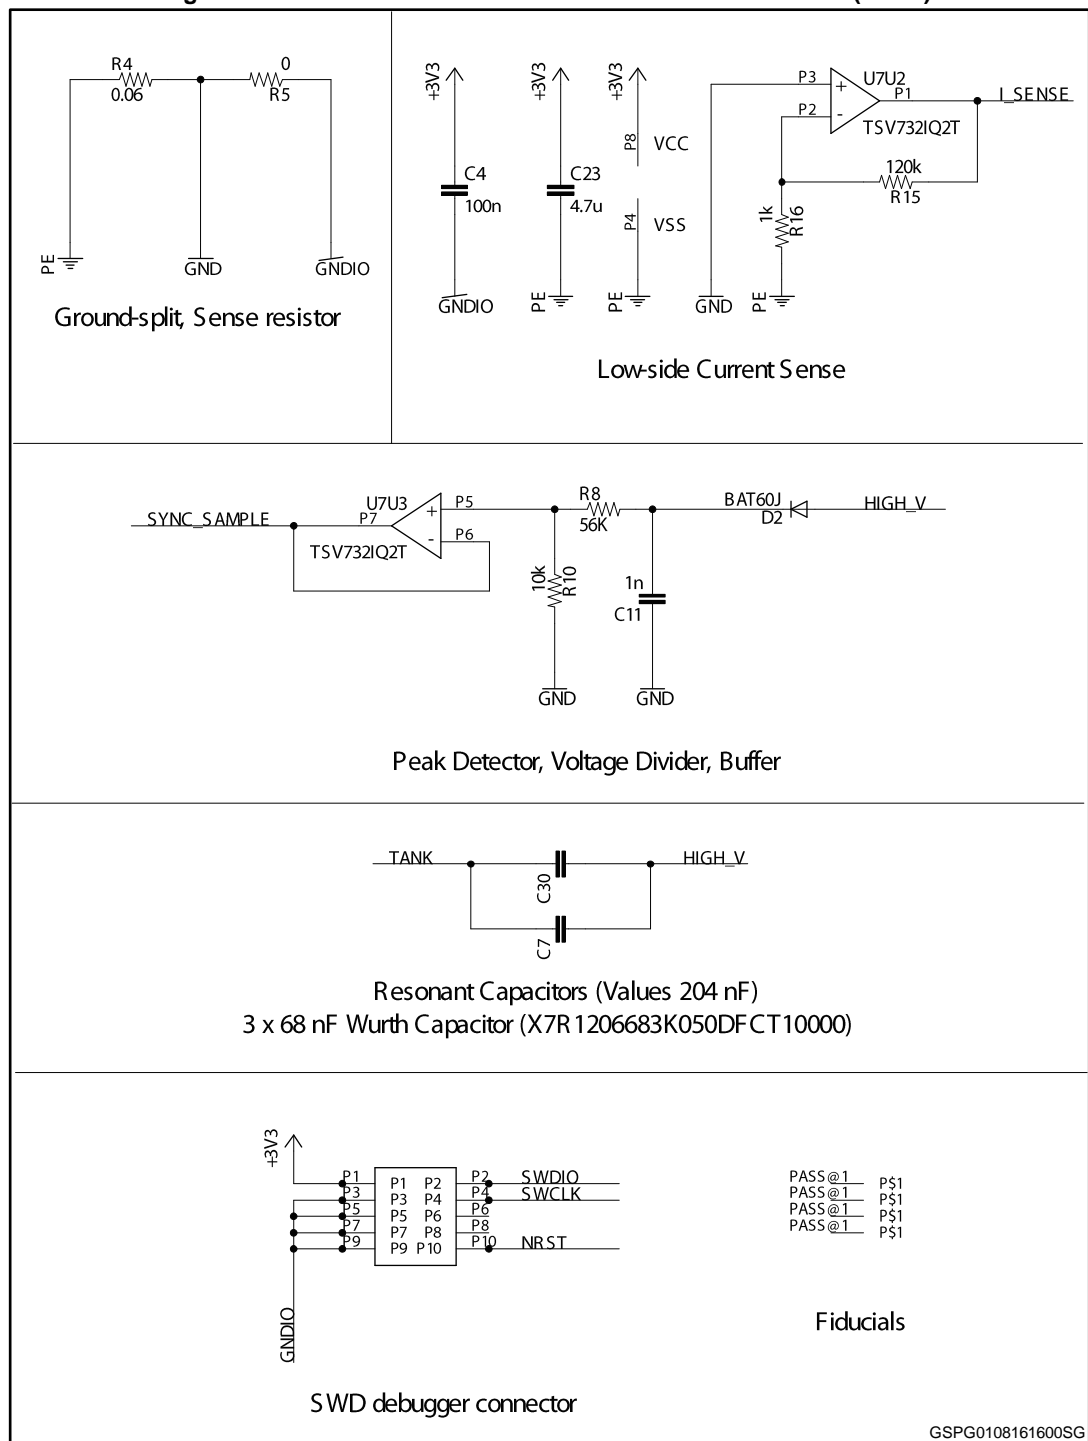 R4
0.06
0
R5
PE
GND
GNDIO
Ground-split, Sense resistor
+3V3
C4
100n
GNDIO
+3V3
C23
4.7u
PE
+3V3
P8
VCC
P4
VSS
PE
P3
+
U7U2
P1
I_SENSE
P2
-
TSV732IQ2T
120k
R15
1k
R16
GND
PE
Low-side Current Sense
SYNC_SAMPLE
U7U3
P7
TSV732IQ2T
+
-
P5
P6
R8
56K
10k
R10
1n
C11
BAT60J
D2
HIGH_V
GND
GND
Peak Detector, Voltage Divider, Buffer
TANK
HIGH_V
C30
C7
Resonant Capacitors (Values 204 nF)
3 x 68 nF Wurth Capacitor (X7R1206683K050DFCT10000)
+3V3
P1 P1 P2 P2 SWDIO
P3 P3 P4 P4 SWCLK
P5 P5 P6 P6
P7 P7 P8 P8
P9 P9 P10 P10 NRST
GNDIO
SWD debugger connector
PASS@1 P$1
PASS@1 P$1
PASS@1 P$1
PASS@1 P$1
Fiducials
GSPG0108161600SG